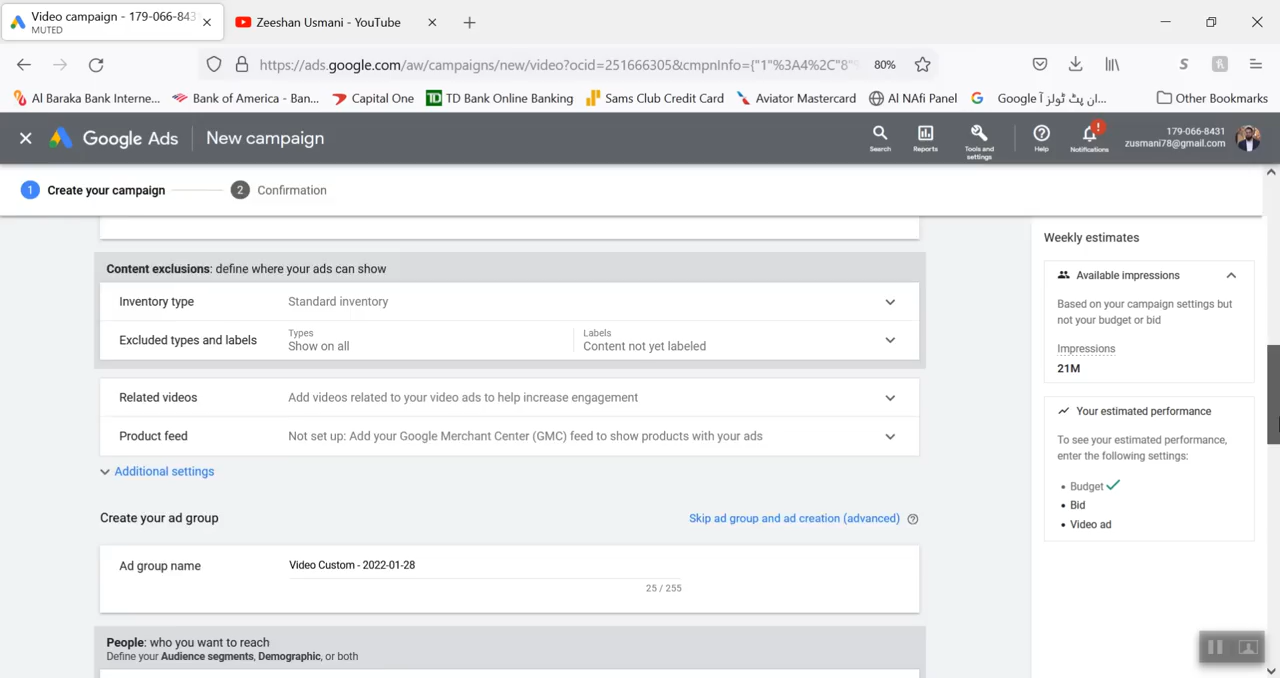 Video campaign - 179-066-843
MUTED
Zeeshan Usmani - YouTube
https://ads.google.com/aw/campaigns/new/video?ocid=251666305&cmpnInfo={"1"%3A4%2C"8"
80%
Al Baraka Bank Interne...
Bank of America - Ban...
Capital One
TD Bank Online Banking
Sams Club Credit Card
Aviator Mastercard
Al NAfi Panel
Google ان پٹ ٹولز آ...
Other Bookmarks
Google Ads
New campaign
Search
Reports
Tools and settings
Help
Notifications
179-066-8431
zusmani78@gmail.com
1 Create your campaign
2 Confirmation
Content exclusions: define where your ads can show
Inventory type
Standard inventory
Excluded types and labels
Types
Show on all
Labels
Content not yet labeled
Related videos
Add videos related to your video ads to help increase engagement
Product feed
Not set up: Add your Google Merchant Center (GMC) feed to show products with your ads
Additional settings
Create your ad group
Skip ad group and ad creation (advanced)
Ad group name
Video Custom - 2022-01-28
25 / 255
People: who you want to reach
Define your Audience segments, Demographic, or both
Weekly estimates
Available impressions
Based on your campaign settings but
not your budget or bid
Impressions
21M
Your estimated performance
To see your estimated performance,
enter the following settings:
• Budget
• Bid
• Video ad